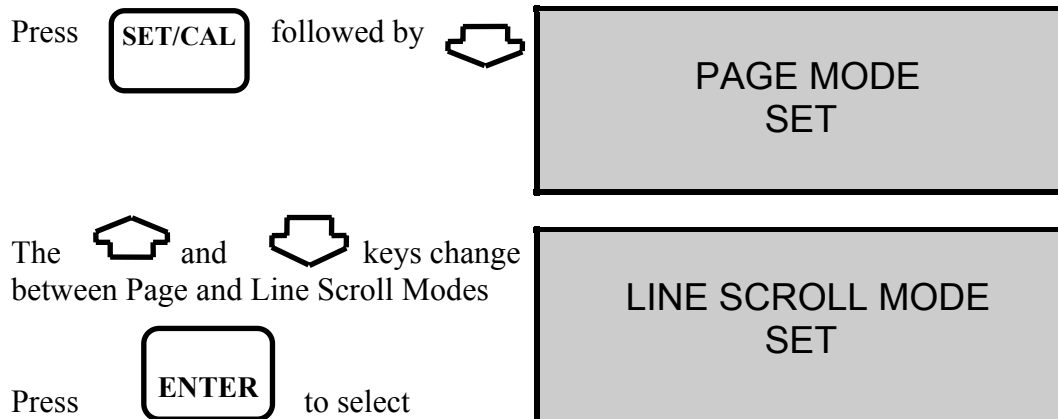 Press SET/CAL followed by
PAGE MODE
SET
The and keys change
between Page and Line Scroll Modes
LINE SCROLL MODE
SET
Press ENTER to select